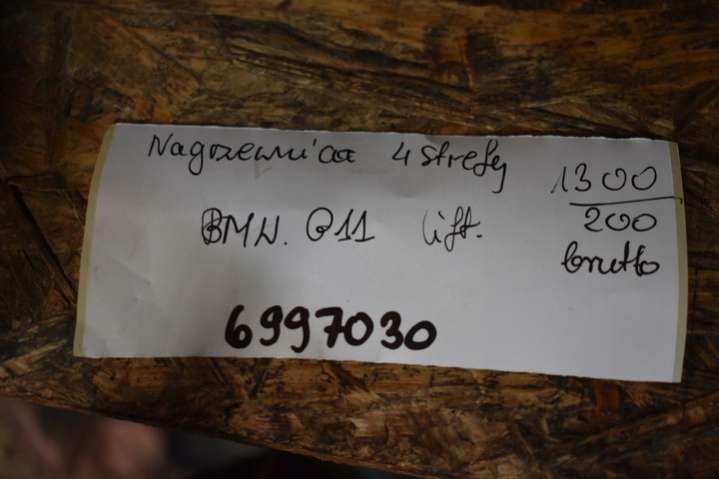 Nagrzewnica 4 strefy
1300
200
brutto
BMW. G11 lift.
6997030